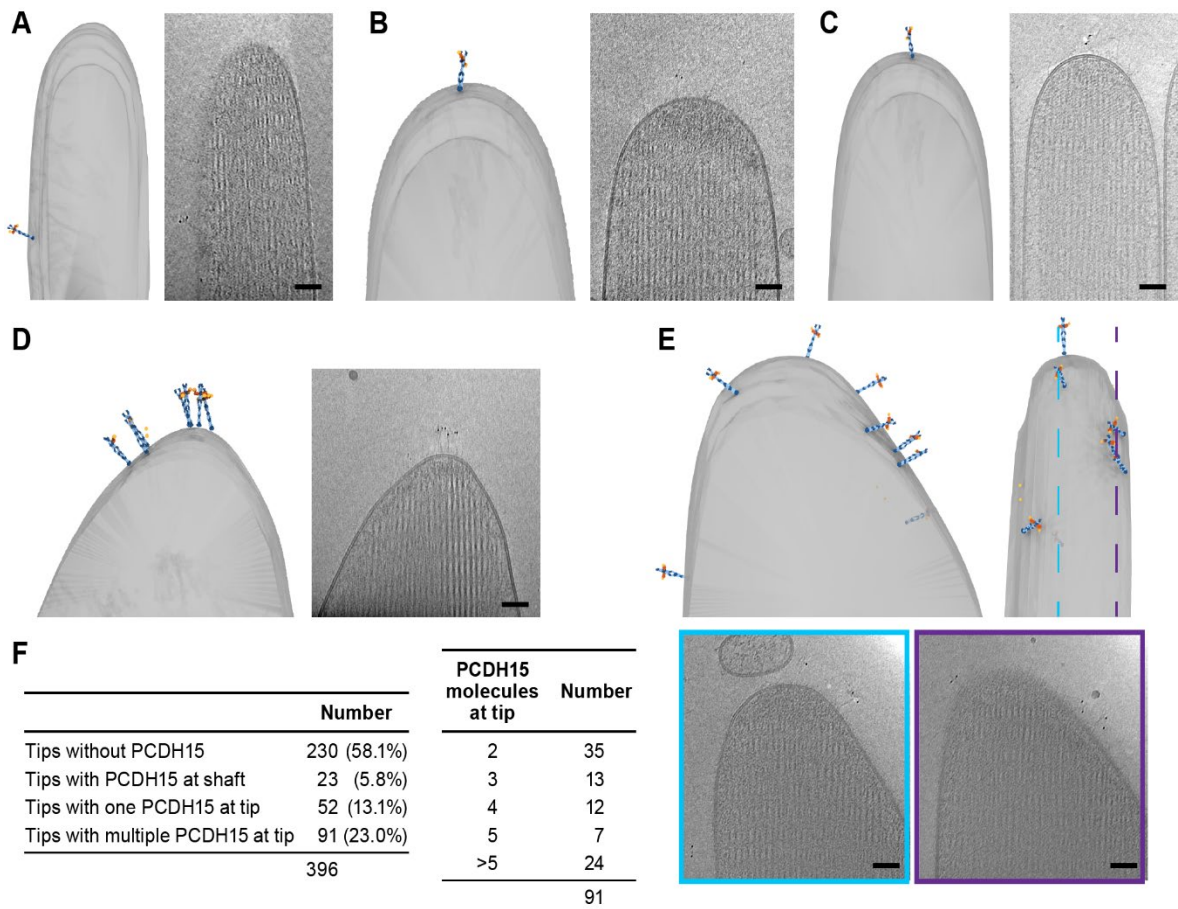 A
B
C
D
E
F
Number
Tips without PCDH15 230 (58.1%)
Tips with PCDH15 at shaft 23 (5.8%)
Tips with one PCDH15 at tip 52 (13.1%)
Tips with multiple PCDH15 at tip 91 (23.0%)
396
PCDH15
molecules
at tip
Number
2 35
3 13
4 12
5 7
>5 24
91